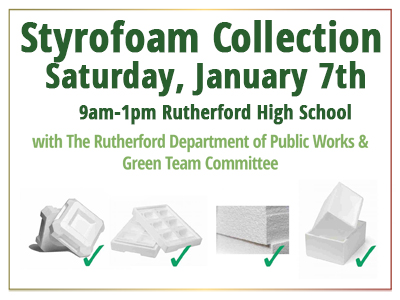 Styrofoam Collection
Saturday, January 7th
9am-1pm Rutherford High School
with The Rutherford Department of Public Works &
Green Team Committee